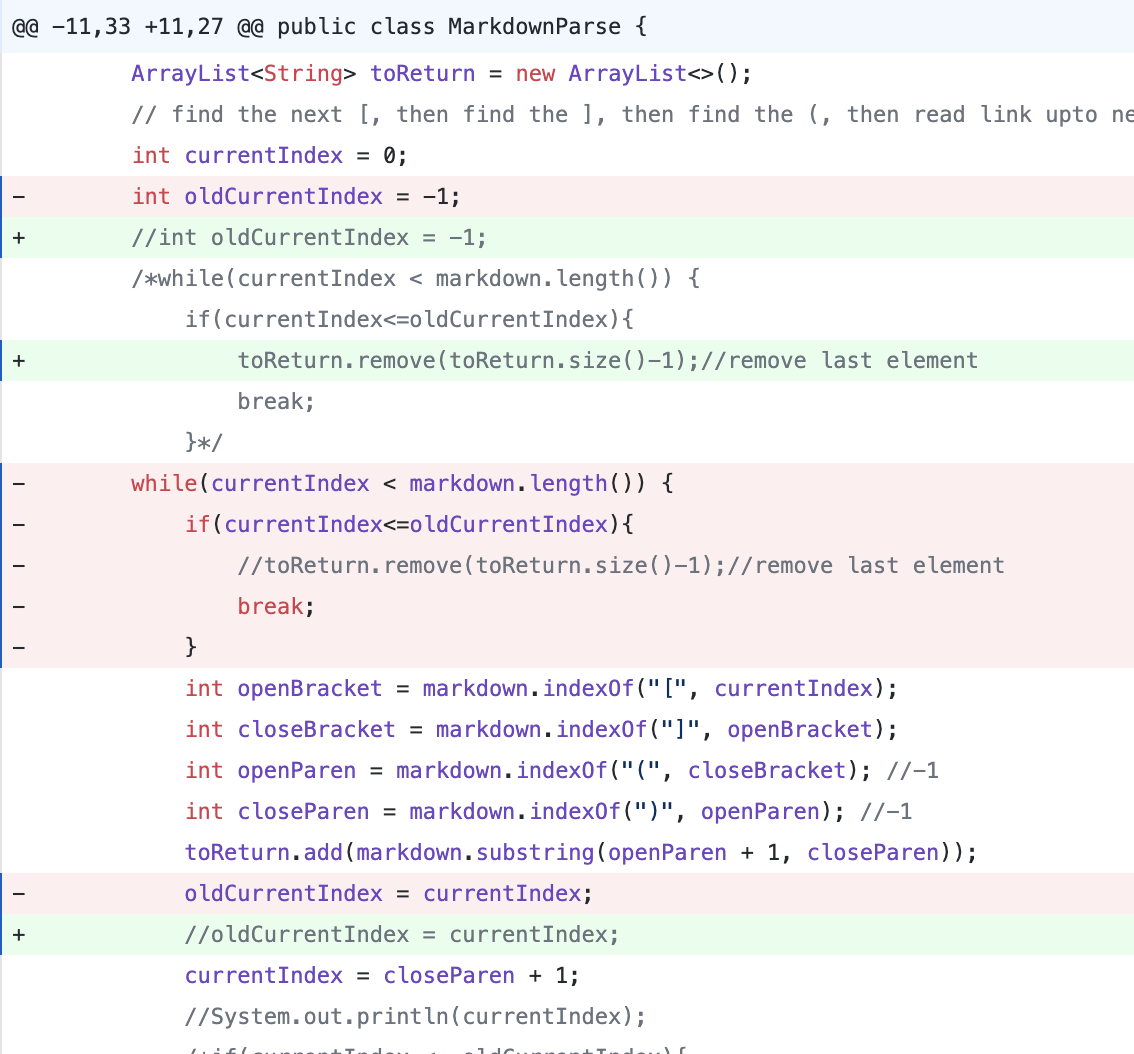 @@ -11,33 +11,27 @@ public class MarkdownParse {
        ArrayList<String> toReturn = new ArrayList<>();
        // find the next [, then find the ], then find the (, then read link upto
        int currentIndex = 0;
-        int oldCurrentIndex = -1;
+        //int oldCurrentIndex = -1;
        /*while(currentIndex < markdown.length()) {
            if(currentIndex<=oldCurrentIndex){
+                toReturn.remove(toReturn.size()-1);//remove last element
                break;
            }*/
-        while(currentIndex < markdown.length()) {
-            if(currentIndex<=oldCurrentIndex){
-                //toReturn.remove(toReturn.size()-1);//remove last element
-                break;
-            }
            int openBracket = markdown.indexOf("[", currentIndex);
            int closeBracket = markdown.indexOf("]", openBracket);
            int openParen = markdown.indexOf("(", closeBracket); //-1
            int closeParen = markdown.indexOf(")", openParen); //-1
            toReturn.add(markdown.substring(openParen + 1, closeParen));
-            oldCurrentIndex = currentIndex;
+            //oldCurrentIndex = currentIndex;
            currentIndex = closeParen + 1;
            //System.out.println(currentIndex);